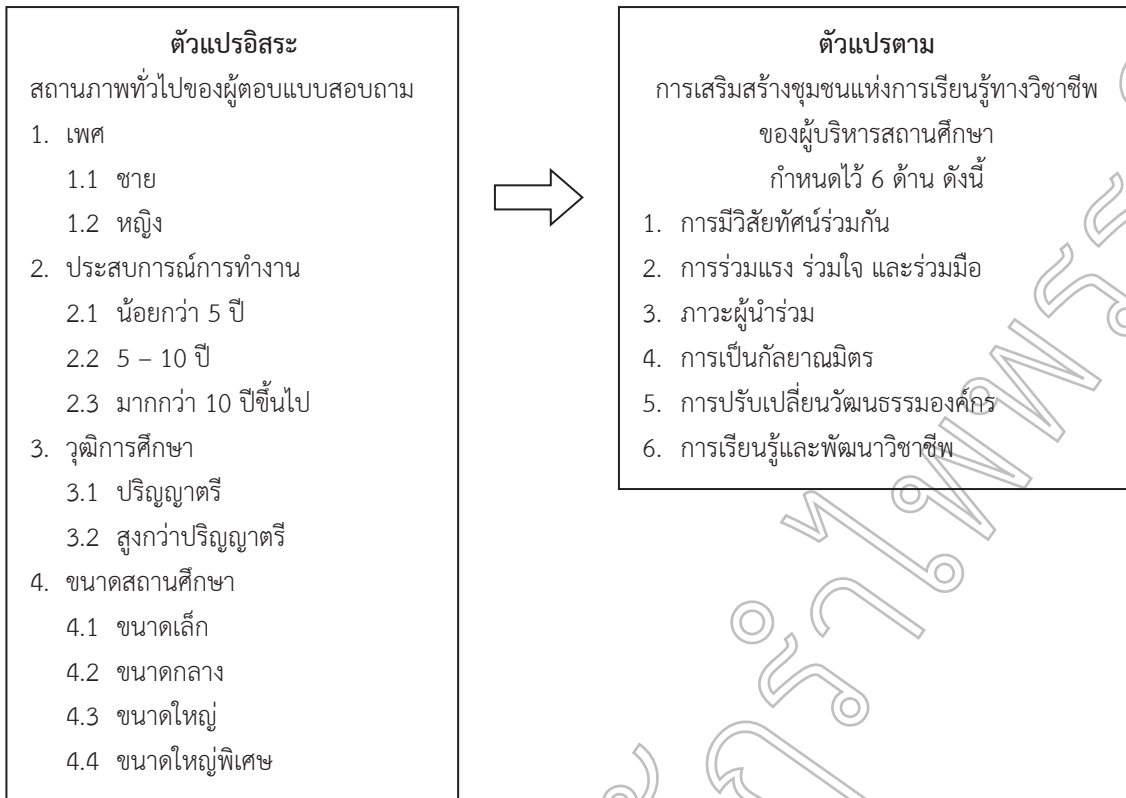 ตัวแปรอิสระ
สถานภาพทั่วไปของผู้ตอบแบบสอบถาม
1. เพศ
1.1 ชาย
1.2 หญิง
2. ประสบการณ์การทำงาน
2.1 น้อยกว่า 5 ปี
2.2 5 – 10 ปี
2.3 มากกว่า 10 ปีขึ้นไป
3. วุฒิการศึกษา
3.1 ปริญญาตรี
3.2 สูงกว่าปริญญาตรี
4. ขนาดสถานศึกษา
4.1 ขนาดเล็ก
4.2 ขนาดกลาง
4.3 ขนาดใหญ่
4.4 ขนาดใหญ่พิเศษ
ตัวแปรตาม
การเสริมสร้างชุมชนแห่งการเรียนรู้ทางวิชาชีพ
ของผู้บริหารสถานศึกษา
กำหนดไว้ 6 ด้าน ดังนี้
1. การมีวิสัยทัศน์ร่วมกัน
2. การร่วมแรง ร่วมใจ และร่วมมือ
3. ภาวะผู้นำร่วม
4. การเป็นกัลยาณมิตร
5. การปรับเปลี่ยนวัฒนธรรมองค์กร
6. การเรียนรู้และพัฒนาวิชาชีพ